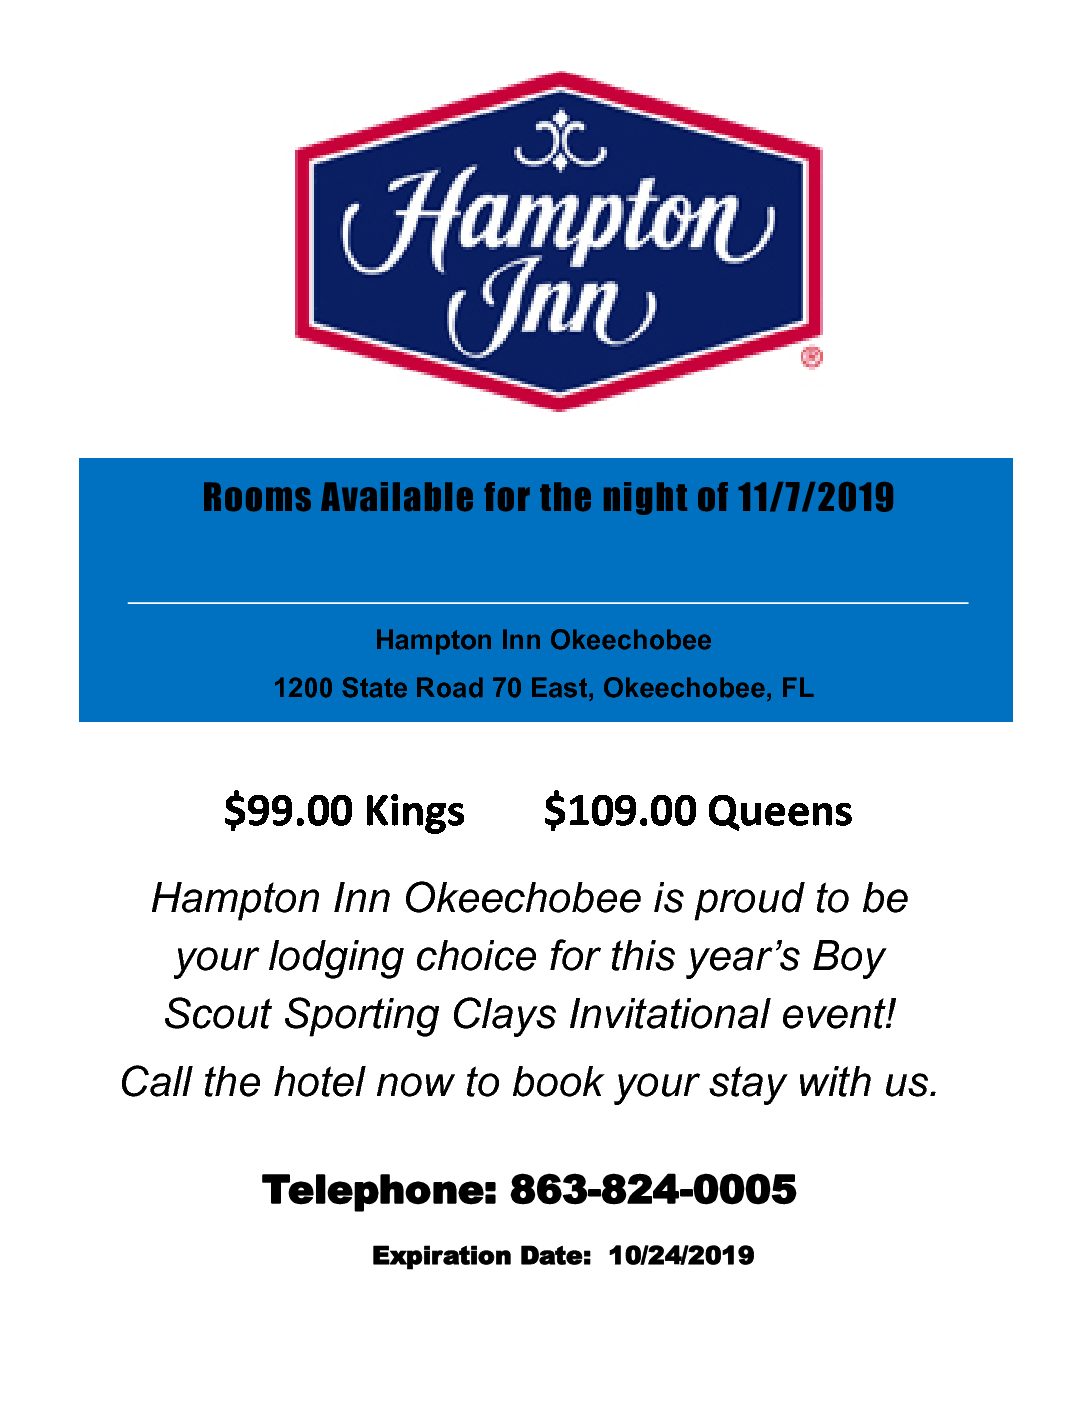 Hampton
Inn
®
Rooms Available for the night of 11/7/2019
Hampton Inn Okeechobee
1200 State Road 70 East, Okeechobee, FL
$99.00 Kings $109.00 Queens
Hampton Inn Okeechobee is proud to be
your lodging choice for this year’s Boy
Scout Sporting Clays Invitational event!
Call the hotel now to book your stay with us.
Telephone: 863-824-0005
Expiration Date: 10/24/2019